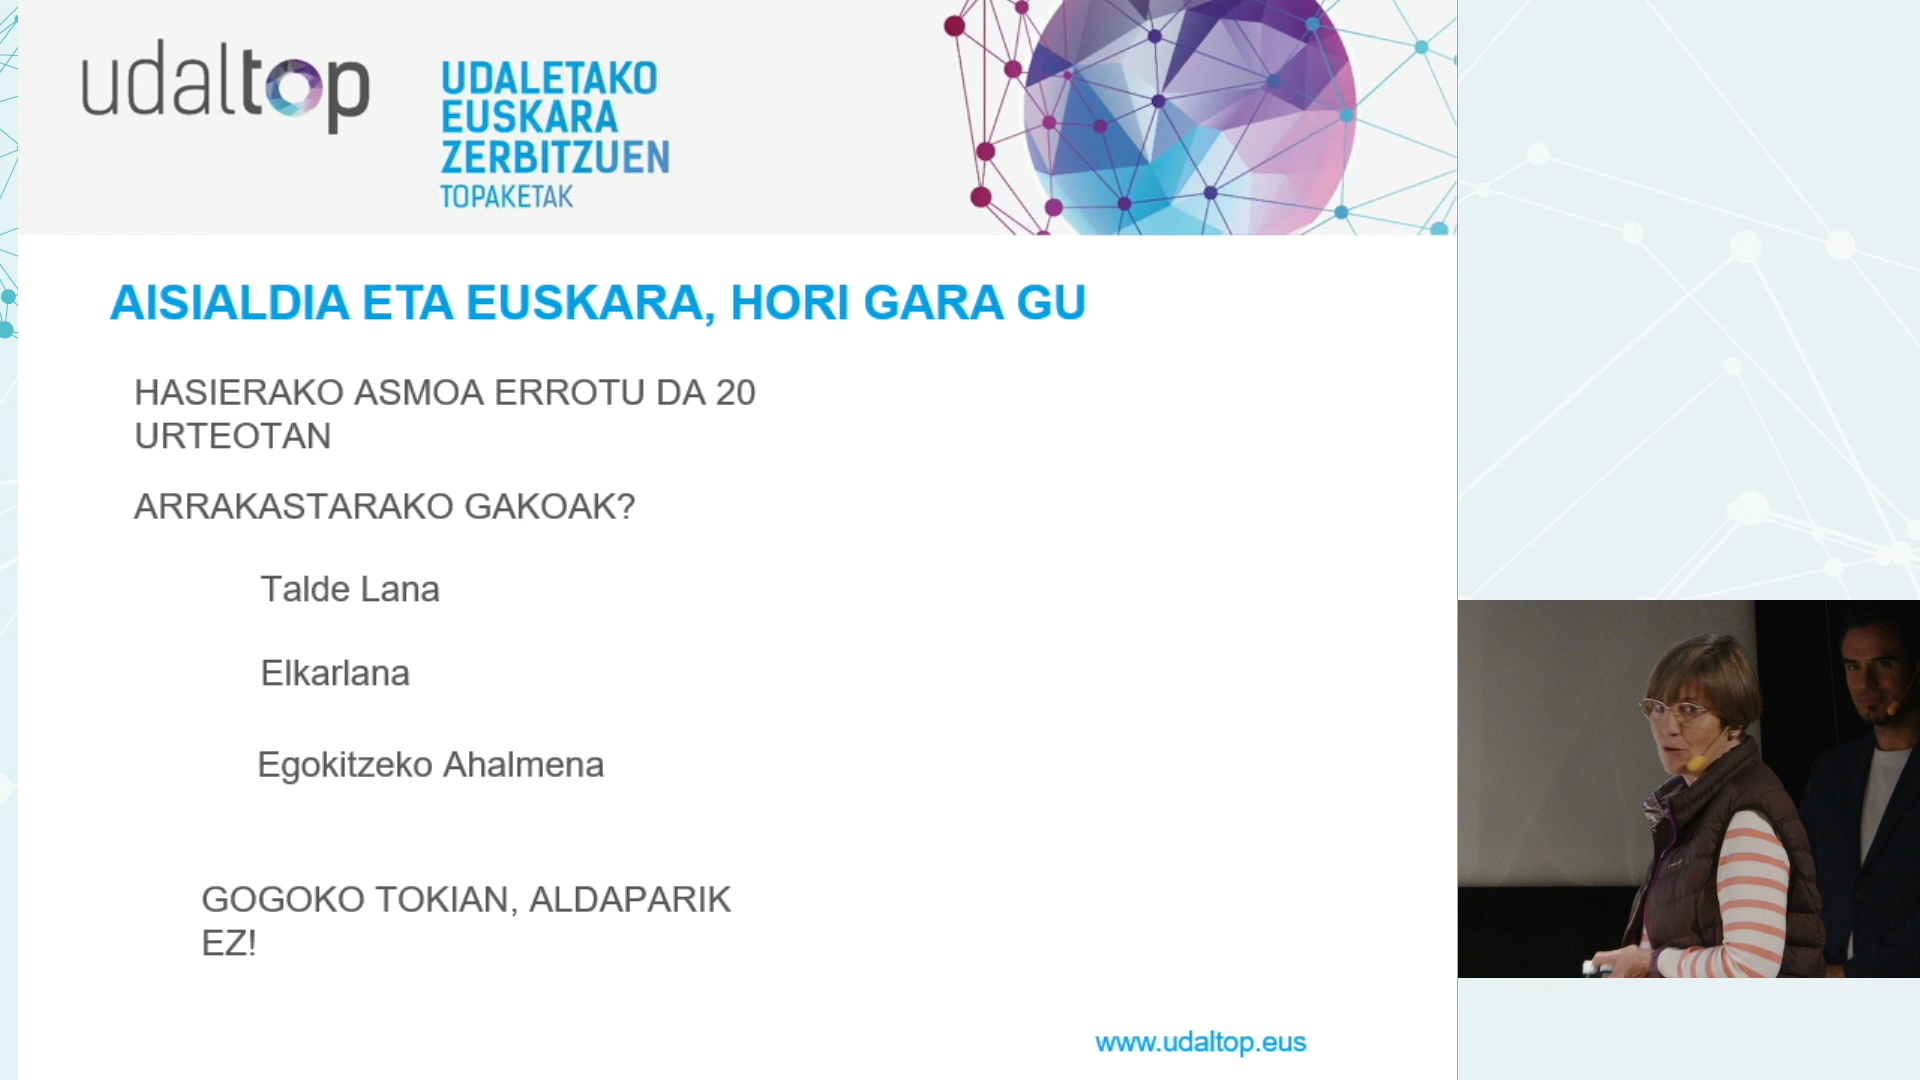 udaltop
UDALETAKO
EUSKARA
ZERBITZUEN
TOPAKETAK
AISIALDIA ETA EUSKARA, HORI GARA GU
HASIERAKO ASMOA ERROTU DA 20
URTEOTAN
ARRAKASTARAKO GAKOAK?
Talde Lana
Elkarlana
Egokitzeko Ahalmena
GOGOKO TOKIAN, ALDAPARIK
EZ!
www.udaltop.eus